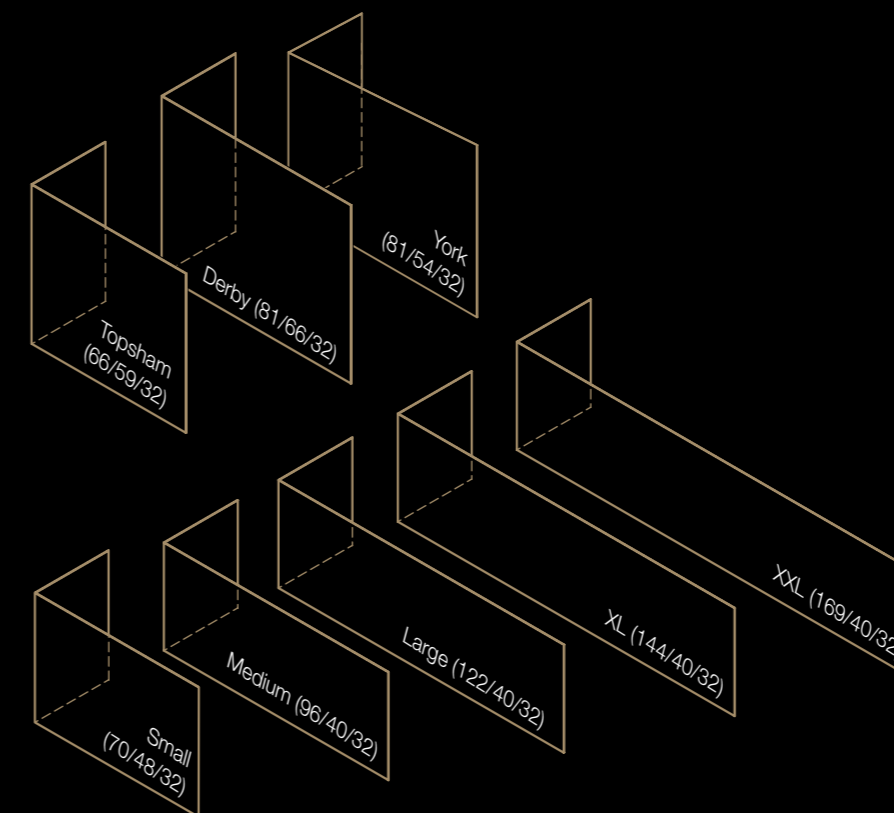 York
(81/54/32)
Derby (81/66/32)
Topsham
(66/59/32)
XXL (169/40/32
XL (144/40/32)
Large (122/40/32)
Medium (96/40/32)
Small
(70/48/32)